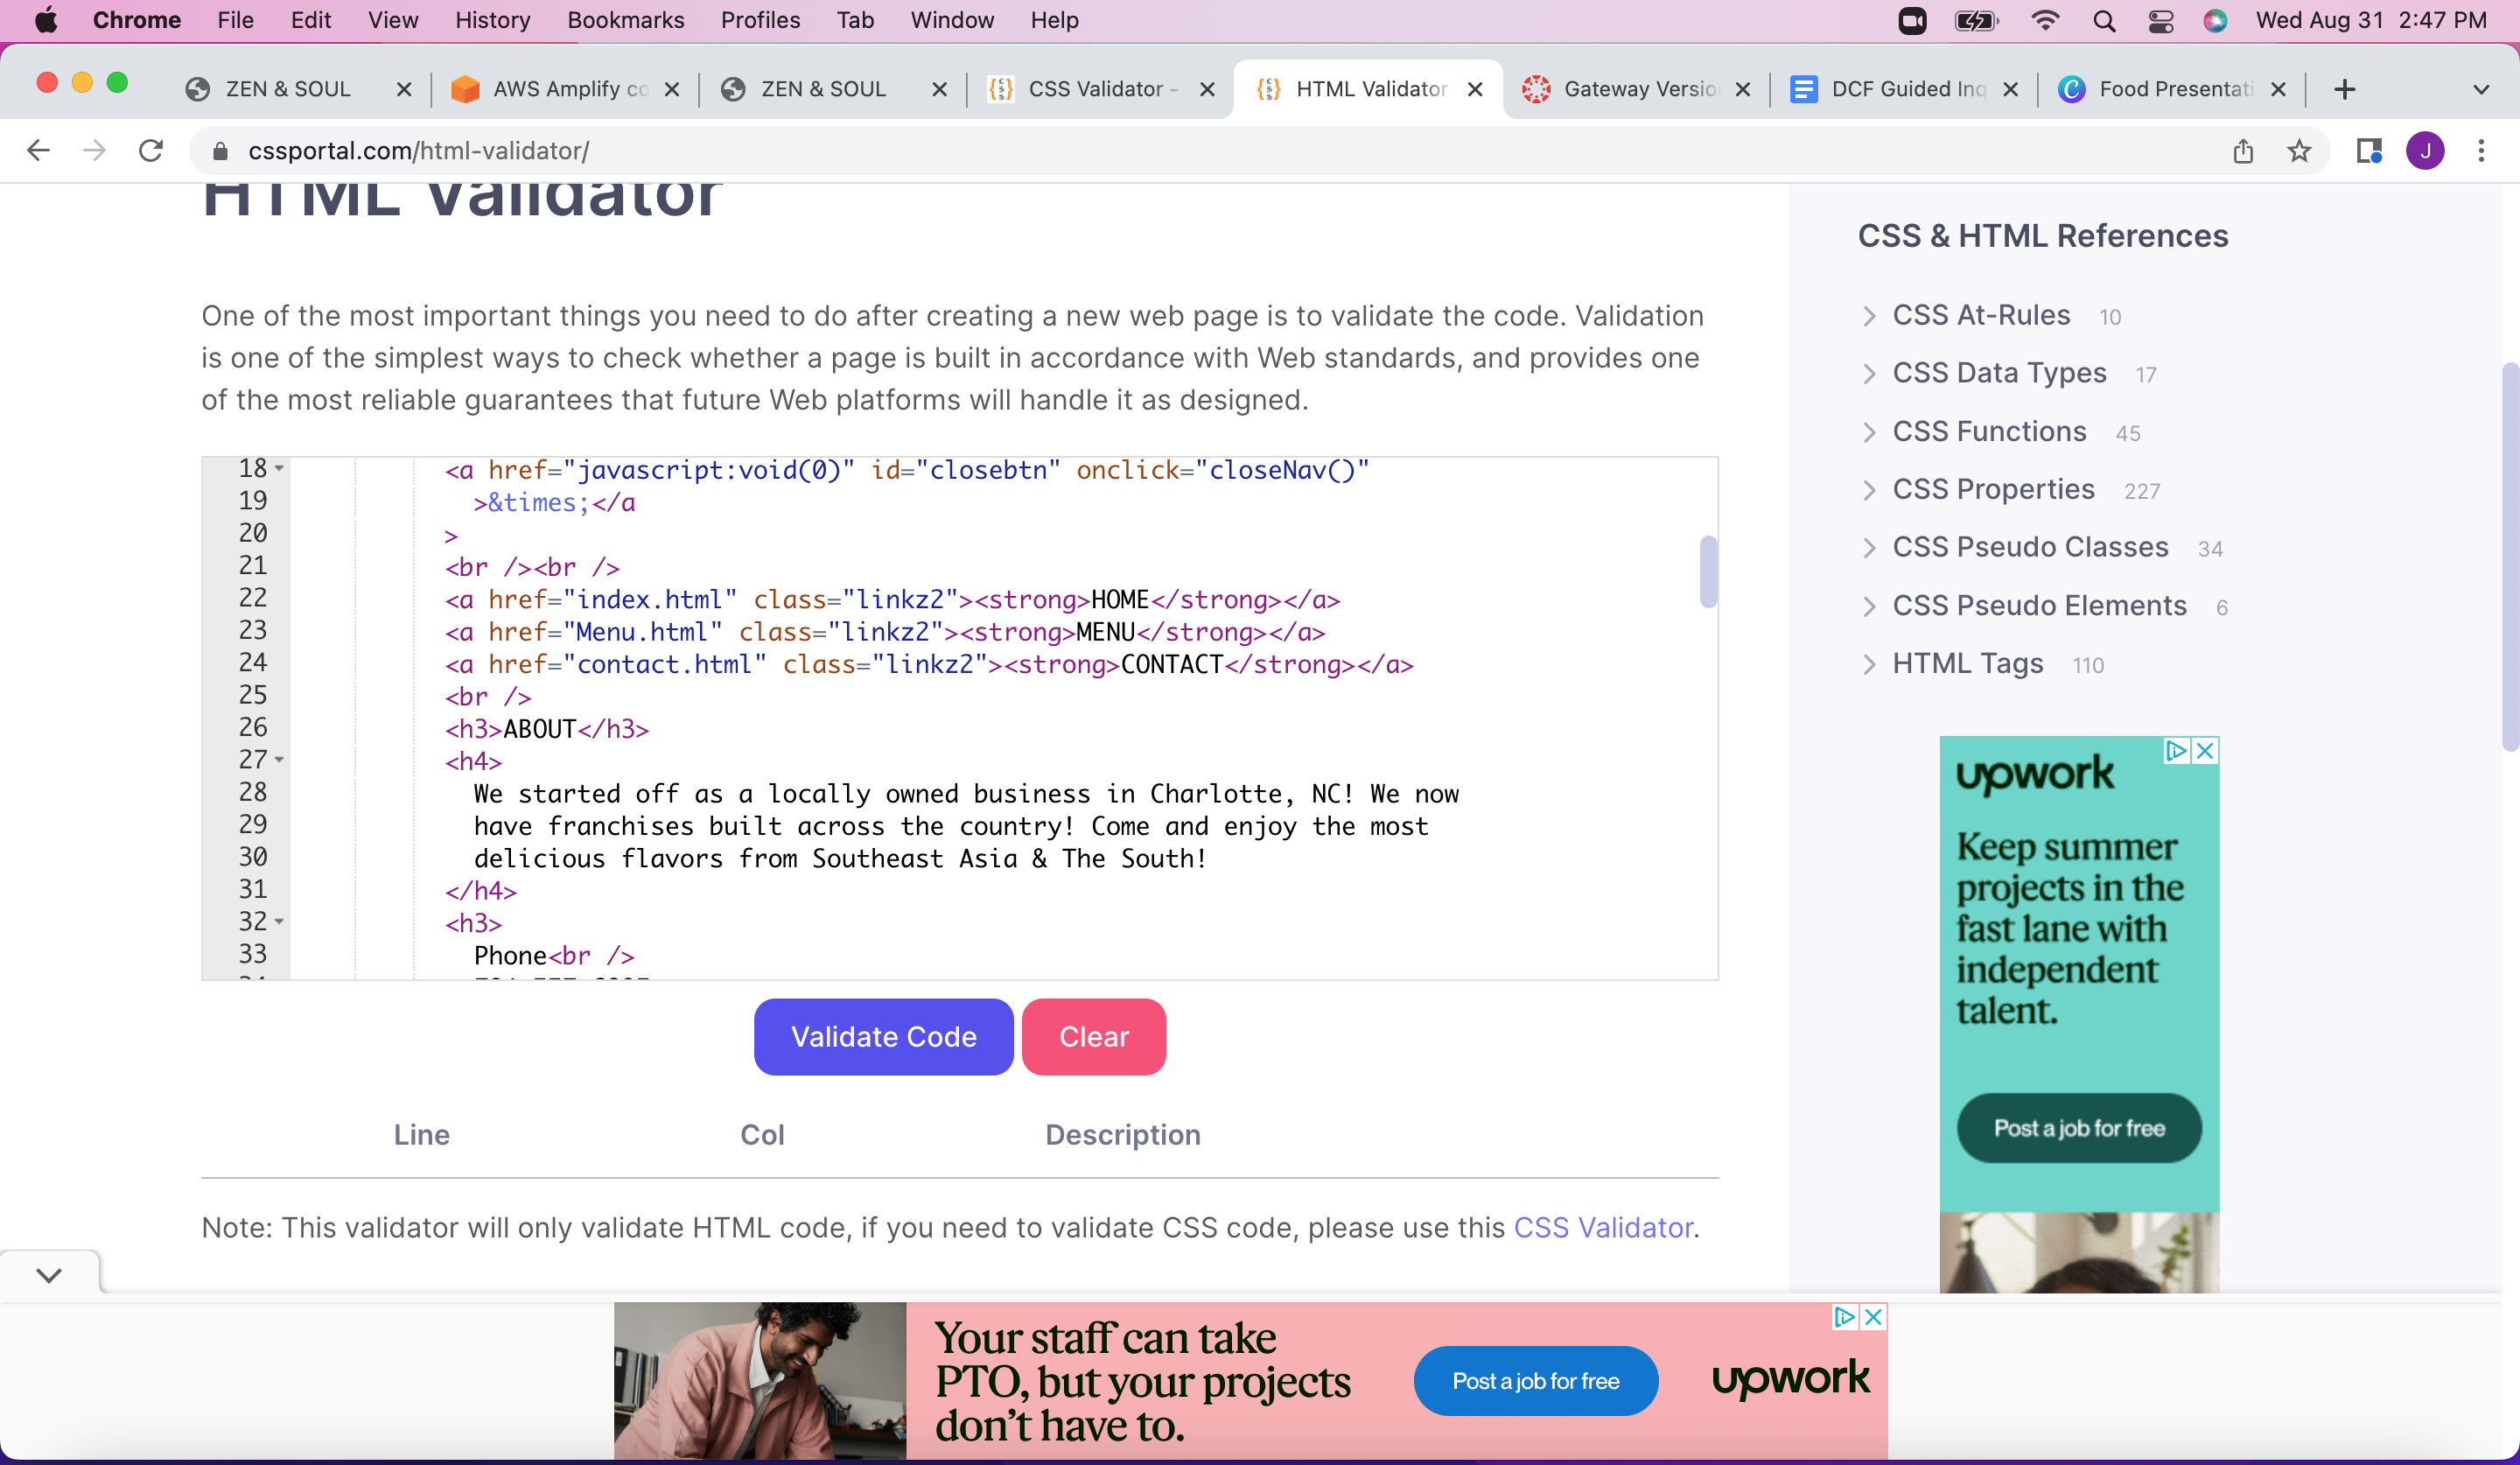 Chrome File Edit View History Bookmarks Profiles Tab Window Help Wed Aug 31 2:47 PM
ZEN & SOUL AWS Amplify co ZEN & SOUL CSS Validator - HTML Validator Gateway Versio DCF Guided Inq Food Presentati
cssportal.com/html-validator/ J
HTML Validator
One of the most important things you need to do after creating a new web page is to validate the code. Validation
is one of the simplest ways to check whether a page is built in accordance with Web standards, and provides one
of the most reliable guarantees that future Web platforms will handle it as designed.
18 <a href="javascript:void(0)" id="closebtn" onclick="closeNav()"
19 >&times;</a
20 >
21 <br /><br />
22 <a href="index.html" class="linkz2"><strong>HOME</strong></a>
23 <a href="Menu.html" class="linkz2"><strong>MENU</strong></a>
24 <a href="contact.html" class="linkz2"><strong>CONTACT</strong></a>
25 <br />
26 <h3>ABOUT</h3>
27 <h4>
28 We started off as a locally owned business in Charlotte, NC! We now
29 have franchises built across the country! Come and enjoy the most
30 delicious flavors from Southeast Asia & The South!
31 </h4>
32 <h3>
33 Phone<br />
Validate Code Clear
Line Col Description
Note: This validator will only validate HTML code, if you need to validate CSS code, please use this CSS Validator.
CSS & HTML References
CSS At-Rules 10
CSS Data Types 17
CSS Functions 45
CSS Properties 227
CSS Pseudo Classes 34
CSS Pseudo Elements 6
HTML Tags 110
upwork
Keep summer
projects in the
fast lane with
independent
talent.
Post a job for free
Your staff can take
PTO, but your projects
don't have to.
Post a job for free
upwork